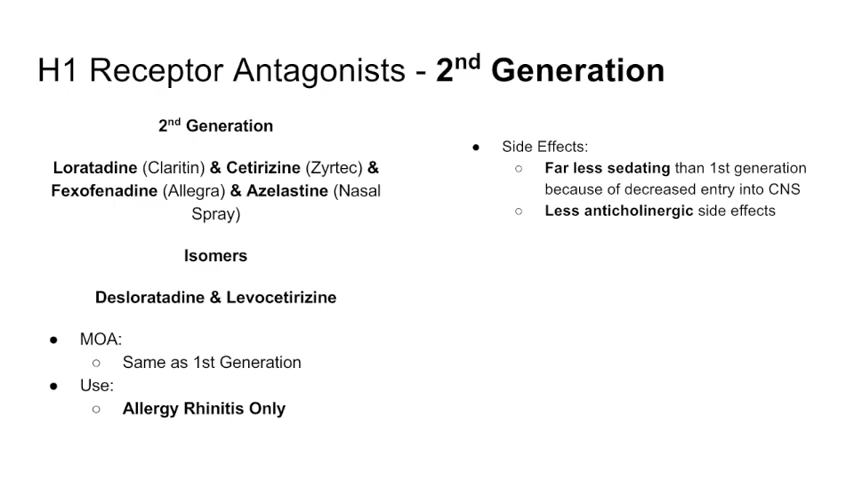 H1 Receptor Antagonists - 2nd Generation
2nd Generation
Loratadine (Claritin) & Cetirizine (Zyrtec) &
Fexofenadine (Allegra) & Azelastine (Nasal
Spray)
Isomers
Desloratadine & Levocetirizine
● MOA:
○ Same as 1st Generation
● Use:
○ Allergy Rhinitis Only
● Side Effects:
○ Far less sedating than 1st generation
because of decreased entry into CNS
○ Less anticholinergic side effects